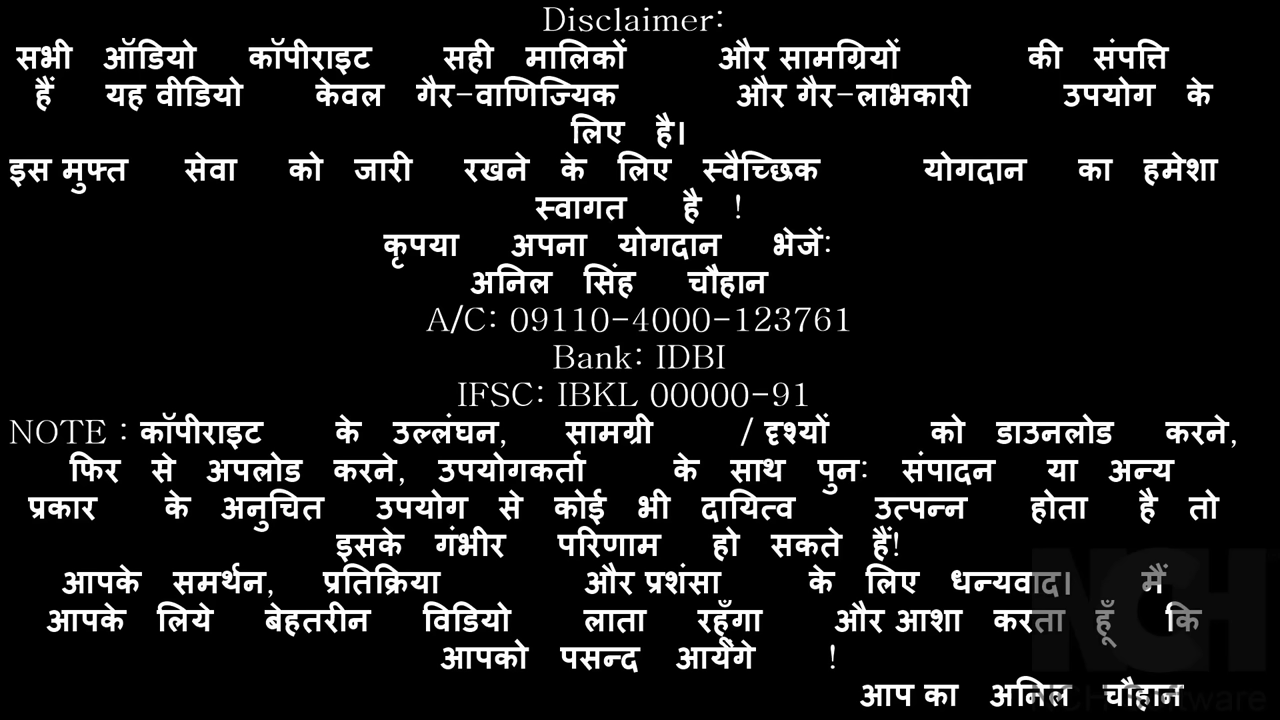 Disclaimer:
सभी ऑडियो कॉपीराइट सही मालिकों और सामग्रियों की संपत्ति
हैं यह वीडियो केवल गैर-वाणिज्यिक और गैर-लाभकारी उपयोग के
लिए है।
इस मुफ्त सेवा को जारी रखने के लिए स्वैच्छिक योगदान का हमेशा
स्वागत है !
कृपया अपना योगदान भेजें:
अनिल सिंह चौहान
A/C: 09110-4000-123761
Bank: IDBI
IFSC: IBKL 00000-91
NOTE : कॉपीराइट के उल्लंघन, सामग्री / दृश्यों को डाउनलोड करने,
फिर से अपलोड करने, उपयोगकर्ता के साथ पुन: संपादन या अन्य
प्रकार के अनुचित उपयोग से कोई भी दायित्व उत्पन्न होता है तो
इसके गंभीर परिणाम हो सकते हैं!
आपके समर्थन, प्रतिक्रिया और प्रशंसा के लिए धन्यवाद। मैं
आपके लिये बेहतरीन विडियो लाता रहूँगा और आशा करता हूँ कि
आपको पसन्द आयेंगे !
आप का अनिल चौहान
NCH
NCH Software